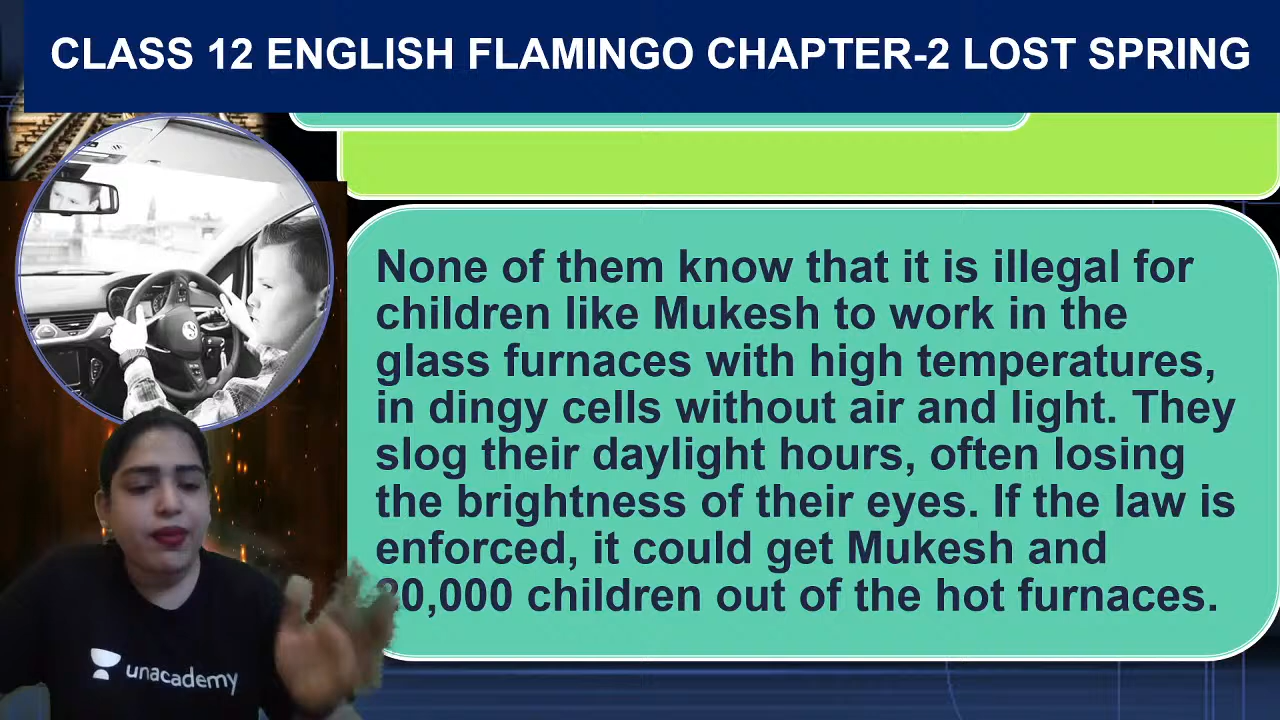 CLASS 12 ENGLISH FLAMINGO CHAPTER-2 LOST SPRING
None of them know that it is illegal for
children like Mukesh to work in the
glass furnaces with high temperatures,
in dingy cells without air and light. They
slog their daylight hours, often losing
the brightness of their eyes. If the law is
enforced, it could get Mukesh and
20,000 children out of the hot furnaces.
unacademy